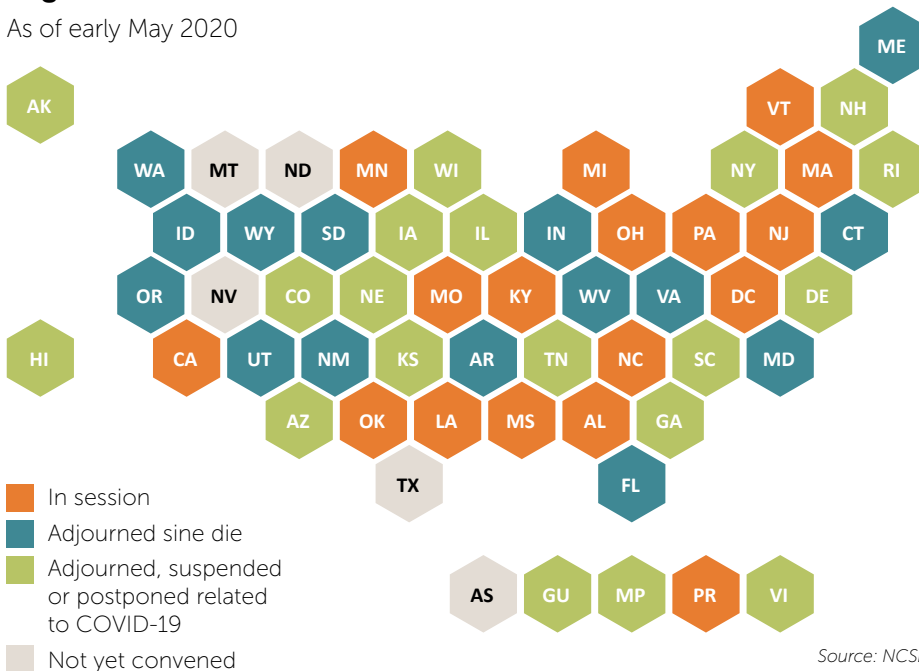 As of early May 2020
ME
AK
VT NH
WA MT ND MN WI MI NY MA RI
ID WY SD IA IL IN OH PA NJ CT
OR NV CO NE MO KY WV VA DC DE
HI CA UT NM KS AR TN NC SC MD
AZ OK LA MS AL GA
TX FL
In session
Adjourned sine die
Adjourned, suspended
or postponed related
to COVID-19
Not yet convened
AS GU MP PR VI
Source: NCS